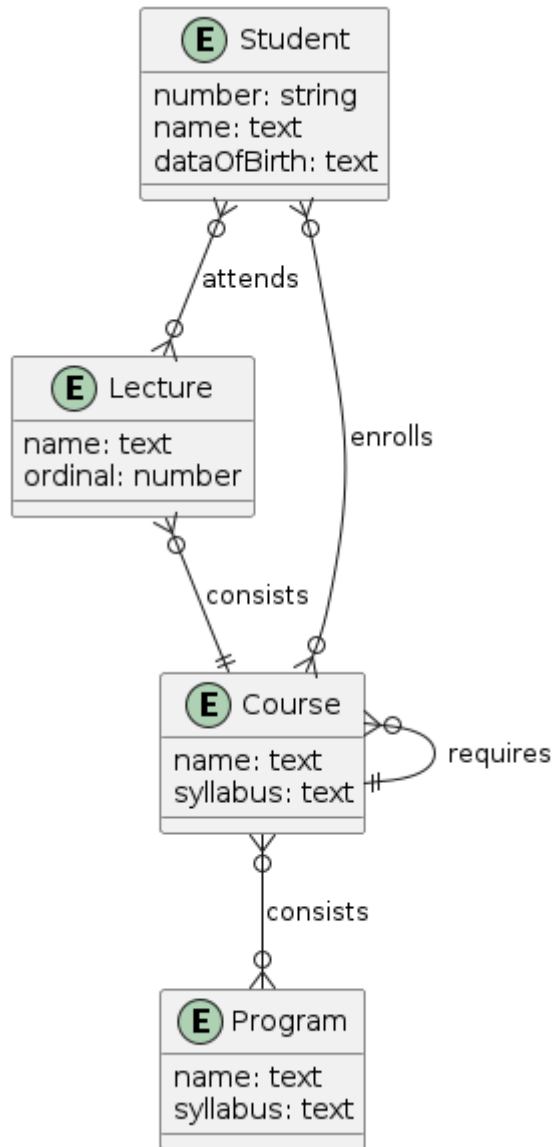 E Student
number: string
name: text
dataOfBirth: text
attends
E Lecture
name: text
ordinal: number
enrolls
consists
E Course
name: text
syllabus: text
requires
consists
E Program
name: text
syllabus: text